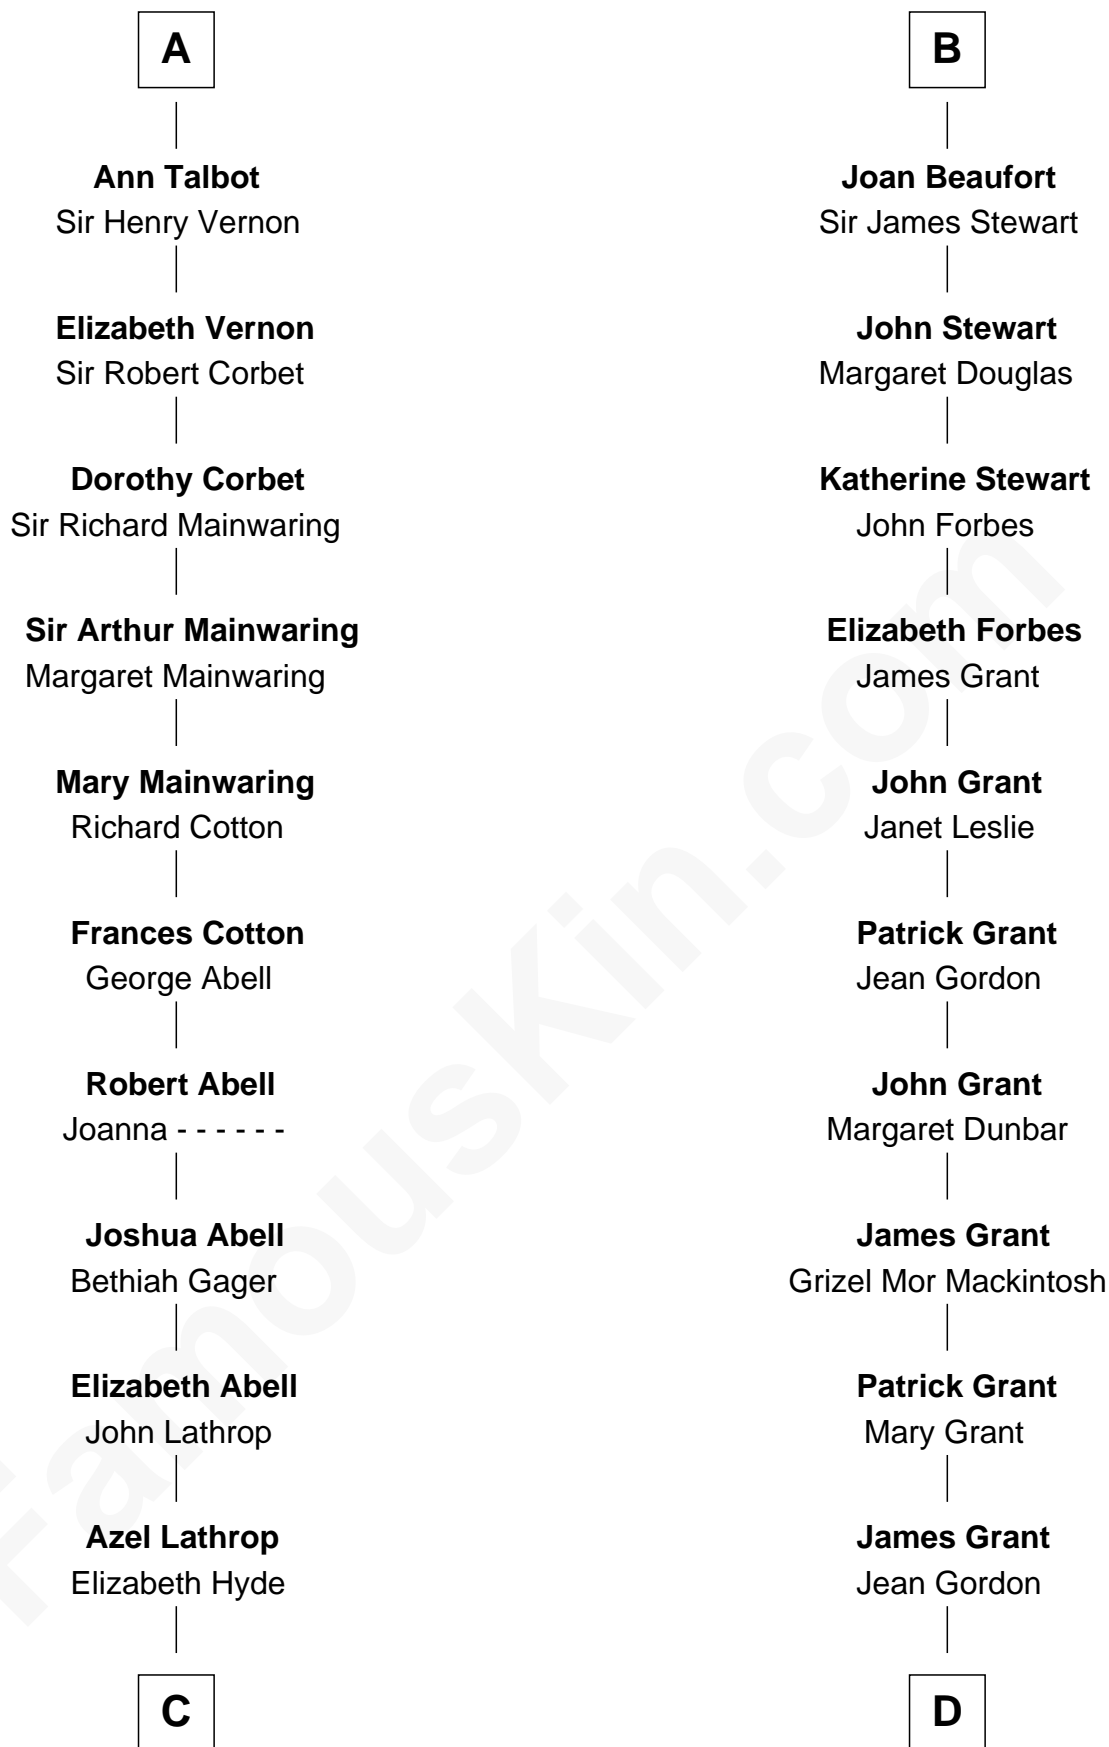 A
Ann Talbot
Sir Henry Vernon
Elizabeth Vernon
Sir Robert Corbet
Dorothy Corbet
Sir Richard Mainwaring
Sir Arthur Mainwaring
Margaret Mainwaring
Mary Mainwaring
Richard Cotton
Frances Cotton
George Abell
Robert Abell
Joanna - - - - - -
Joshua Abell
Bethiah Gager
Elizabeth Abell
John Lathrop
Azel Lathrop
Elizabeth Hyde
C
B
Joan Beaufort
Sir James Stewart
John Stewart
Margaret Douglas
Katherine Stewart
John Forbes
Elizabeth Forbes
James Grant
John Grant
Janet Leslie
Patrick Grant
Jean Gordon
John Grant
Margaret Dunbar
James Grant
Grizel Mor Mackintosh
Patrick Grant
Mary Grant
James Grant
Jean Gordon
D
FamousKin.com